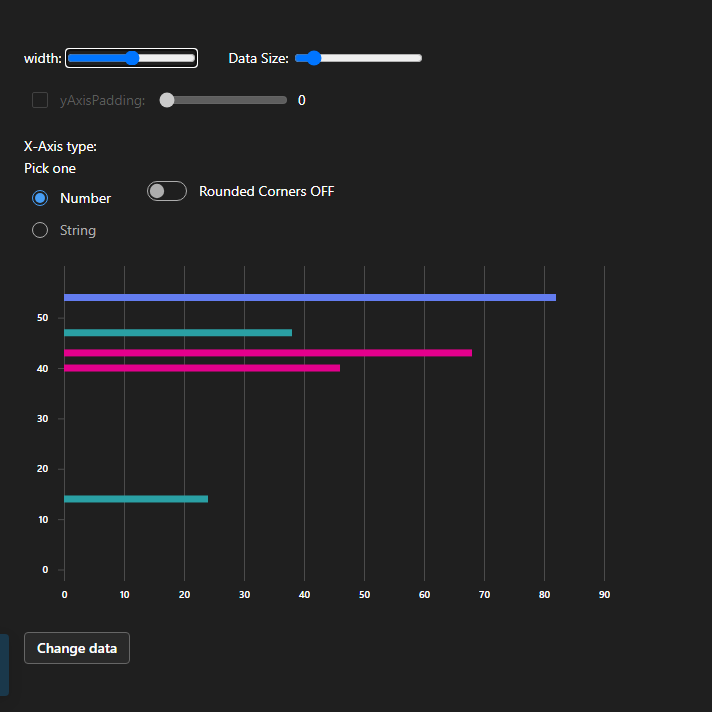 width: Data Size:
yAxisPadding: 0
X-Axis type:
Pick one
Number
Rounded Corners OFF
String
50
40
30
20
10
0
0 10 20 30 40 50 60 70 80 90
Change data